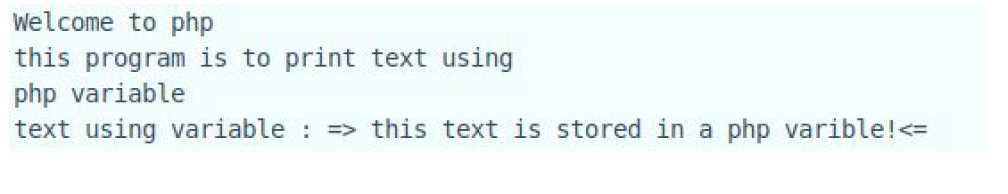 Welcome to php
this program is to print text using
php variable
text using variable : => this text is stored in a php varible!<=